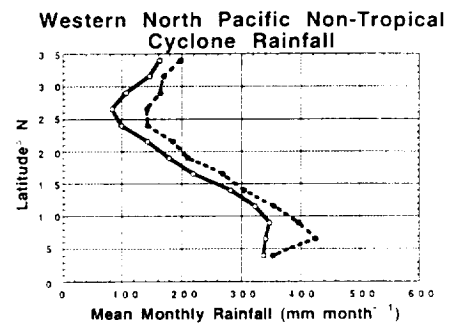 Western North Pacific Non-Tropical
Cyclone Rainfall
Latitude° N
35
30
25
20
15
10
5
0
0 100 200 300 400 500 600
Mean Monthly Rainfall (mm month⁻¹)